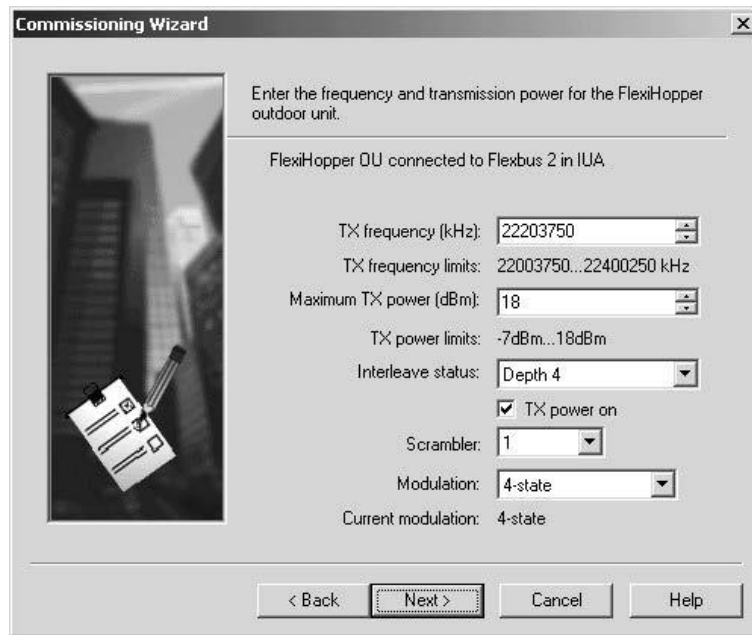 Commissioning Wizard
Enter the frequency and transmission power for the FlexiHopper
outdoor unit.
FlexiHopper OU connected to Flexbus 2 in IUA
TX frequency (kHz): 22203750
TX frequency limits: 22003750...22400250 kHz
Maximum TX power (dBm): 18
TX power limits: -7dBm...18dBm
Interleave status: Depth 4
TX power on
Scrambler: 1
Modulation: 4-state
Current modulation: 4-state
< Back Next > Cancel Help